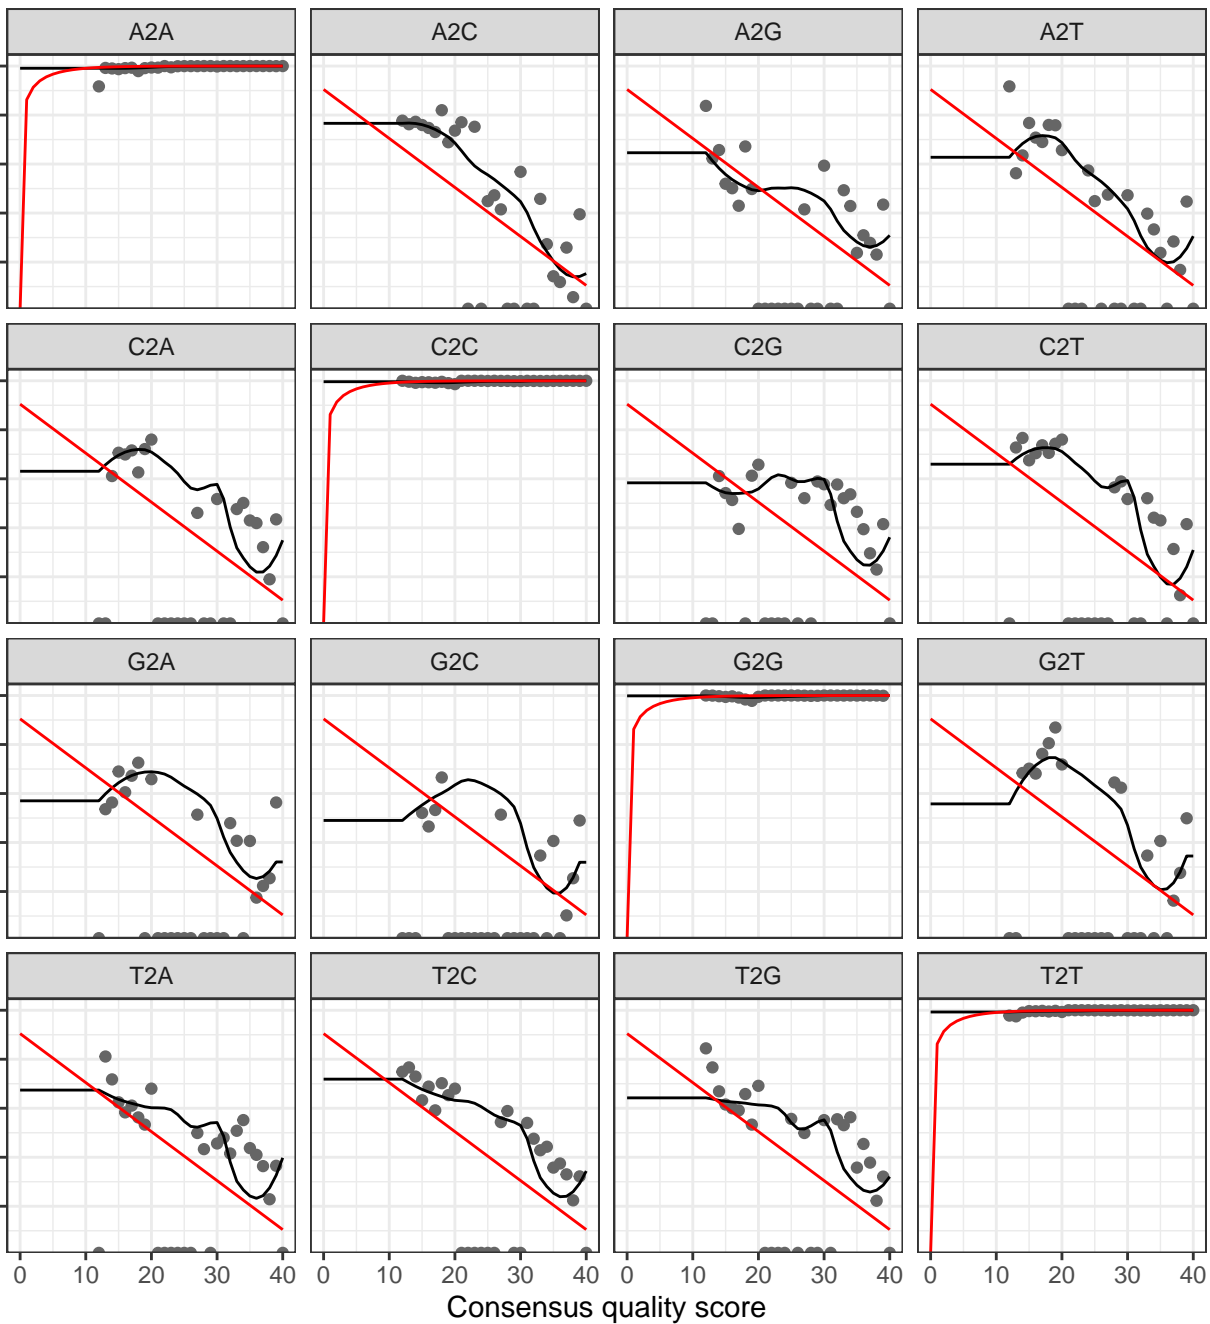 A2A A2C A2G A2T
C2A C2C C2G C2T
G2A G2C G2G G2T
T2A T2C T2G T2T
0 10 20 30 40 0 10 20 30 40 0 10 20 30 40 0 10 20 30 40
Consensus quality score